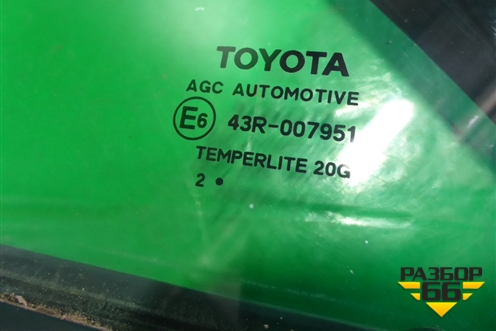 TOYOTA
AGC AUTOMOTIVE
E6 43R-007951
TEMPERLITE 20G
2 •
РАЗБОР
66